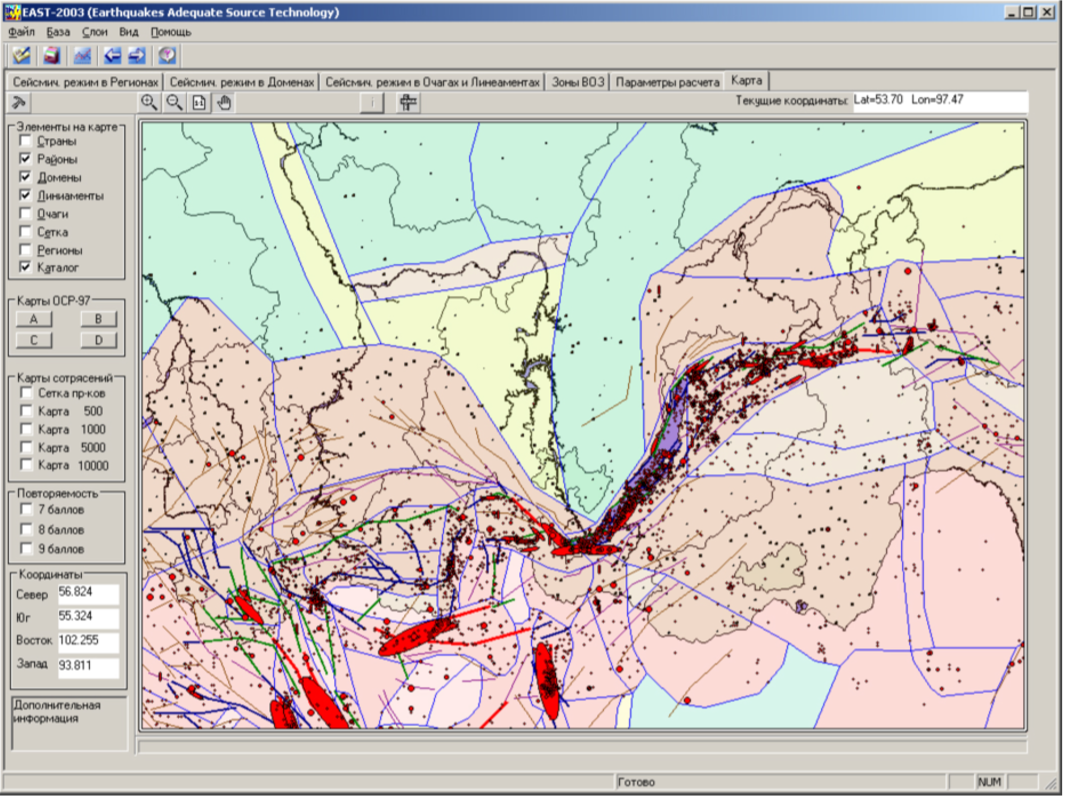 EAST-2003 (Earthquakes Adequate Source Technology)
Файл База Слои Вид Помощь
Сейсмич. режим в Регионах Сейсмич. режим в Доменах Сейсмич. режим в Очагах и Линеаментах Зоны ВОЗ Параметры расчета Карта
Текущие координаты: Lat=53.70 Lon=97.47
Элементы на карте
Страны
Районы
Домены
Линиаменты
Очаги
Сетка
Регионы
Каталог
Карты ОСР-97
A B
C D
Карты сотрясений
Сетка пр-ков
Карта 500
Карта 1000
Карта 5000
Карта 10000
Повторяемость
7 баллов
8 баллов
9 баллов
Координаты
Север 56.824
Юг 55.324
Восток 102.255
Запад 93.811
Дополнительная
информация
Готово NUM